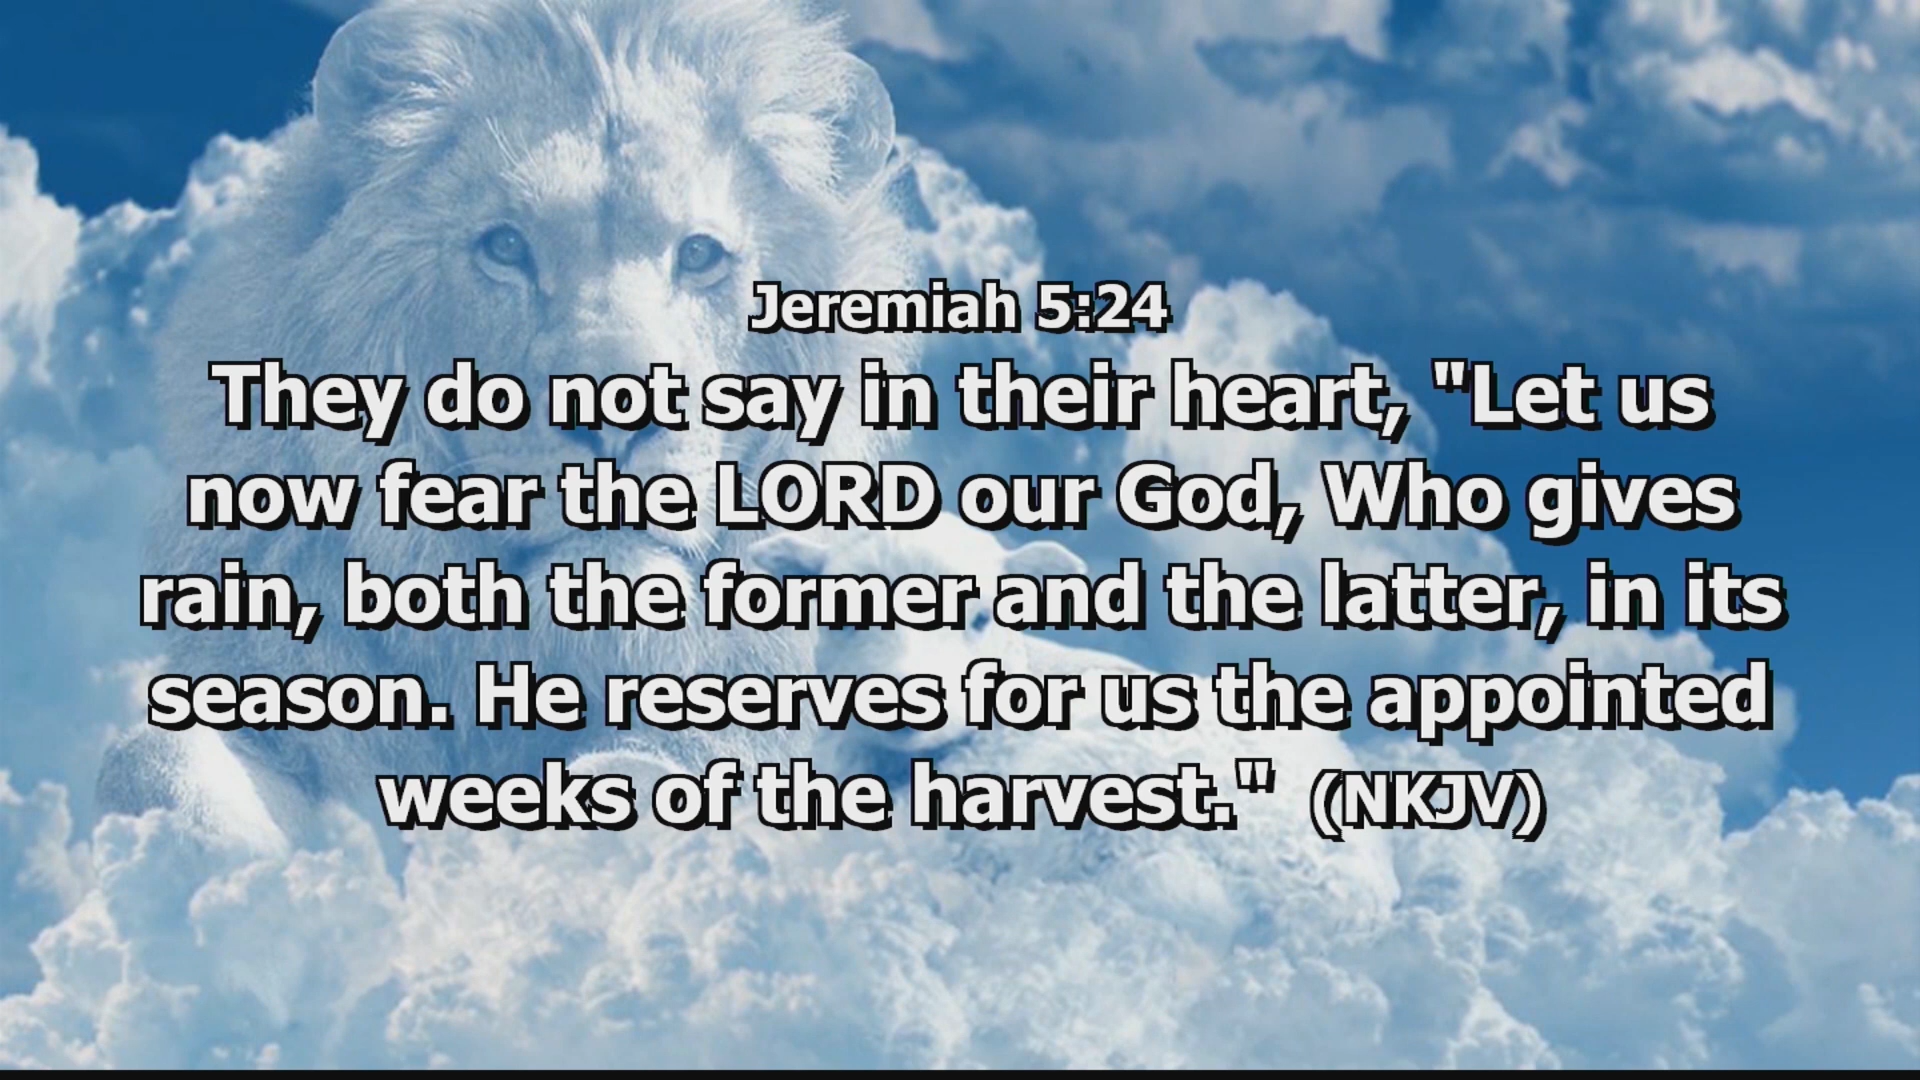 Jeremiah 5:24
They do not say in their heart, "Let us
now fear the LORD our God, Who gives
rain, both the former and the latter, in its
season. He reserves for us the appointed
weeks of the harvest." (NKJV)